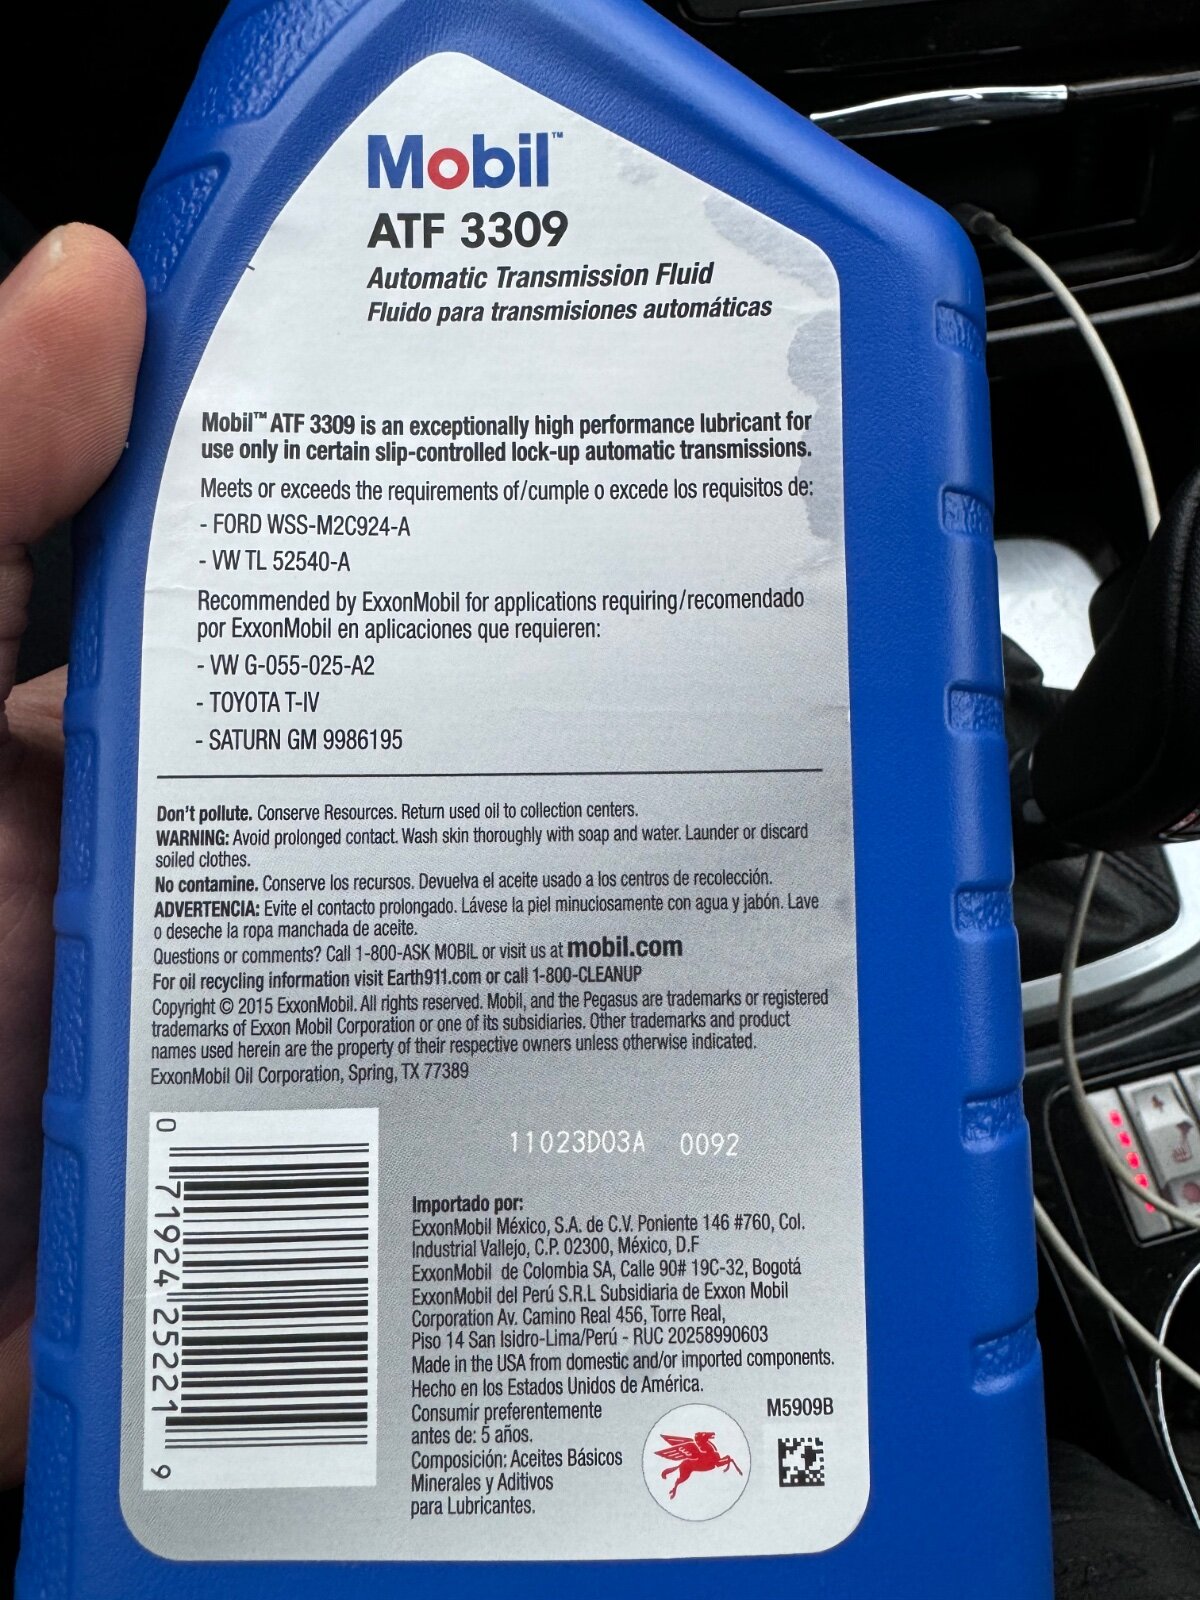 Mobil™
ATF 3309
Automatic Transmission Fluid
Fluido para transmisiones automáticas
Mobil™ ATF 3309 is an exceptionally high performance lubricant for
use only in certain slip-controlled lock-up automatic transmissions.
Meets or exceeds the requirements of/cumple o excede los requisitos de:
- FORD WSS-M2C924-A
- VW TL 52540-A
Recommended by ExxonMobil for applications requiring/recomendado
por ExxonMobil en aplicaciones que requieren:
- VW G-055-025-A2
- TOYOTA T-IV
- SATURN GM 9986195
Don't pollute. Conserve Resources. Return used oil to collection centers.
WARNING: Avoid prolonged contact. Wash skin thoroughly with soap and water. Launder or discard
soiled clothes.
No contamine. Conserve los recursos. Devuelva el aceite usado a los centros de recolección.
ADVERTENCIA: Evite el contacto prolongado. Lávese la piel minuciosamente con agua y jabón. Lave
o deseche la ropa manchada de aceite.
Questions or comments? Call 1-800-ASK MOBIL or visit us at mobil.com
For oil recycling information visit Earth911.com or call 1-800-CLEANUP
Copyright © 2015 ExxonMobil. All rights reserved. Mobil, and the Pegasus are trademarks or registered
trademarks of Exxon Mobil Corporation or one of its subsidiaries. Other trademarks and product
names used herein are the property of their respective owners unless otherwise indicated.
ExxonMobil Oil Corporation, Spring, TX 77389
0 71924 25221 9
11023D03A 0092
Importado por:
ExxonMobil México, S.A. de C.V. Poniente 146 #760, Col.
Industrial Vallejo, C.P. 02300, México, D.F
ExxonMobil de Colombia SA, Calle 90# 19C-32, Bogotá
ExxonMobil del Perú S.R.L Subsidiaria de Exxon Mobil
Corporation Av. Camino Real 456, Torre Real,
Piso 14 San Isidro-Lima/Perú - RUC 20258990603
Made in the USA from domestic and/or imported components.
Hecho en los Estados Unidos de América.
Consumir preferentemente
antes de: 5 años.
Composición: Aceites Básicos
Minerales y Aditivos
para Lubricantes.
M5909B